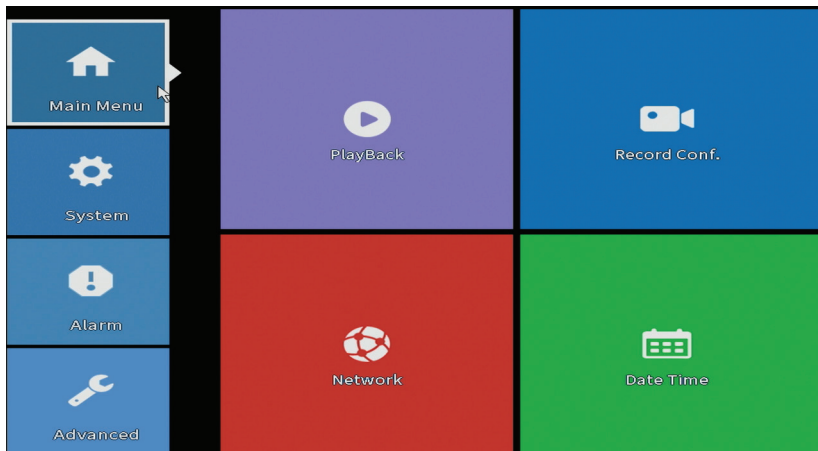 Main Menu
System
Alarm
Advanced
PlayBack
Record Conf.
Network
Date Time